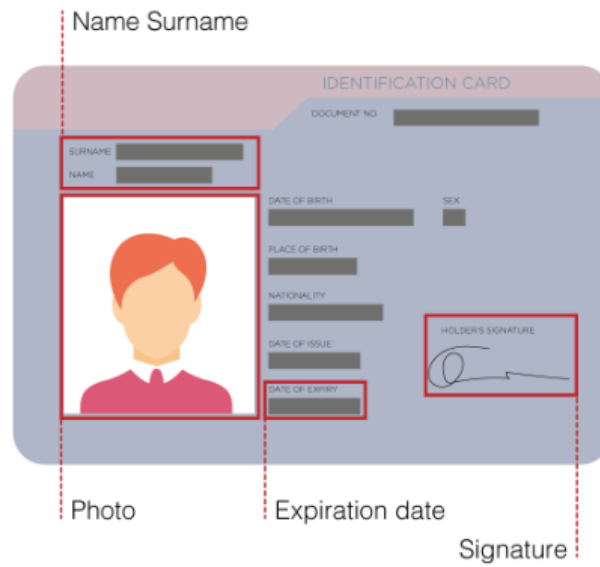 Name Surname
IDENTIFICATION CARD
DOCUMENT NO.
SURNAME
NAME
DATE OF BIRTH SEX
PLACE OF BIRTH
NATIONALITY
HOLDER'S SIGNATURE
DATE OF ISSUE
DATE OF EXPIRY
Photo
Expiration date
Signature